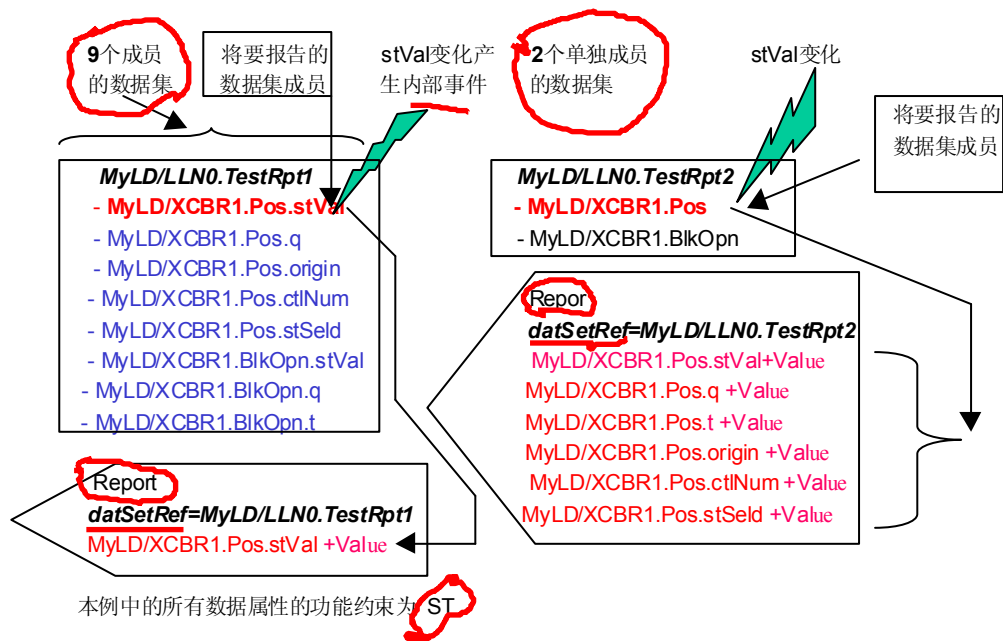 9个成员
的数据集
将要报告的
数据集成员
stVal变化产
生内部事件
2个单独成员
的数据集
stVal变化
将要报告的
数据集成员
MyLD/LLN0.TestRpt1
- MyLD/XCBR1.Pos.stVal
- MyLD/XCBR1.Pos.q
- MyLD/XCBR1.Pos.origin
- MyLD/XCBR1.Pos.ctlNum
- MyLD/XCBR1.Pos.stSeld
- MyLD/XCBR1.BlkOpn.stVal
- MyLD/XCBR1.BlkOpn.q
- MyLD/XCBR1.BlkOpn.t
MyLD/LLN0.TestRpt2
- MyLD/XCBR1.Pos
- MyLD/XCBR1.BlkOpn
Repor
datSetRef=MyLD/LLN0.TestRpt2
MyLD/XCBR1.Pos.stVal+Value
MyLD/XCBR1.Pos.q +Value
MyLD/XCBR1.Pos.t +Value
MyLD/XCBR1.Pos.origin +Value
MyLD/XCBR1.Pos.ctlNum +Value
MyLD/XCBR1.Pos.stSeld +Value
Report
datSetRef=MyLD/LLN0.TestRpt1
MyLD/XCBR1.Pos.stVal +Value
本例中的所有数据属性的功能约束为 ST